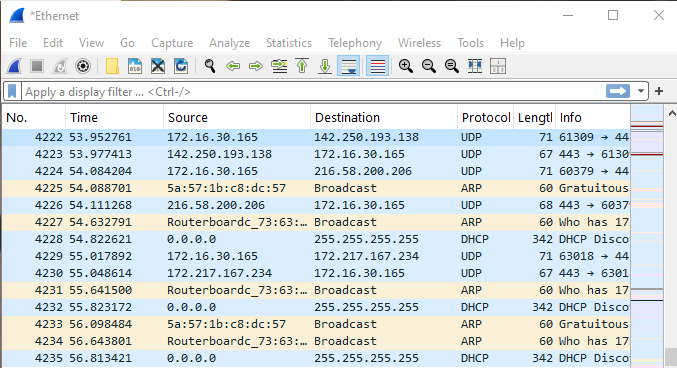 *Ethernet
File Edit View Go Capture Analyze Statistics Telephony Wireless Tools Help
Apply a display filter ... <Ctrl-/>
No. Time Source Destination Protocol Lengtl Info
4222 53.952761 172.16.30.165 142.250.193.138 UDP 71 61309 → 44
4223 53.977413 142.250.193.138 172.16.30.165 UDP 67 443 → 6130
4224 54.084204 172.16.30.165 216.58.200.206 UDP 71 60379 → 44
4225 54.088701 5a:57:1b:c8:dc:57 Broadcast ARP 60 Gratuitous
4226 54.111268 216.58.200.206 172.16.30.165 UDP 68 443 → 6037
4227 54.632791 Routerboardc_73:63:… Broadcast ARP 60 Who has 17
4228 54.822621 0.0.0.0 255.255.255.255 DHCP 342 DHCP Disco
4229 55.017892 172.16.30.165 172.217.167.234 UDP 71 63018 → 44
4230 55.048614 172.217.167.234 172.16.30.165 UDP 67 443 → 6301
4231 55.641500 Routerboardc_73:63:… Broadcast ARP 60 Who has 17
4232 55.823172 0.0.0.0 255.255.255.255 DHCP 342 DHCP Disco
4233 56.098484 5a:57:1b:c8:dc:57 Broadcast ARP 60 Gratuitous
4234 56.643801 Routerboardc_73:63:… Broadcast ARP 60 Who has 17
4235 56.813421 0.0.0.0 255.255.255.255 DHCP 342 DHCP Disco